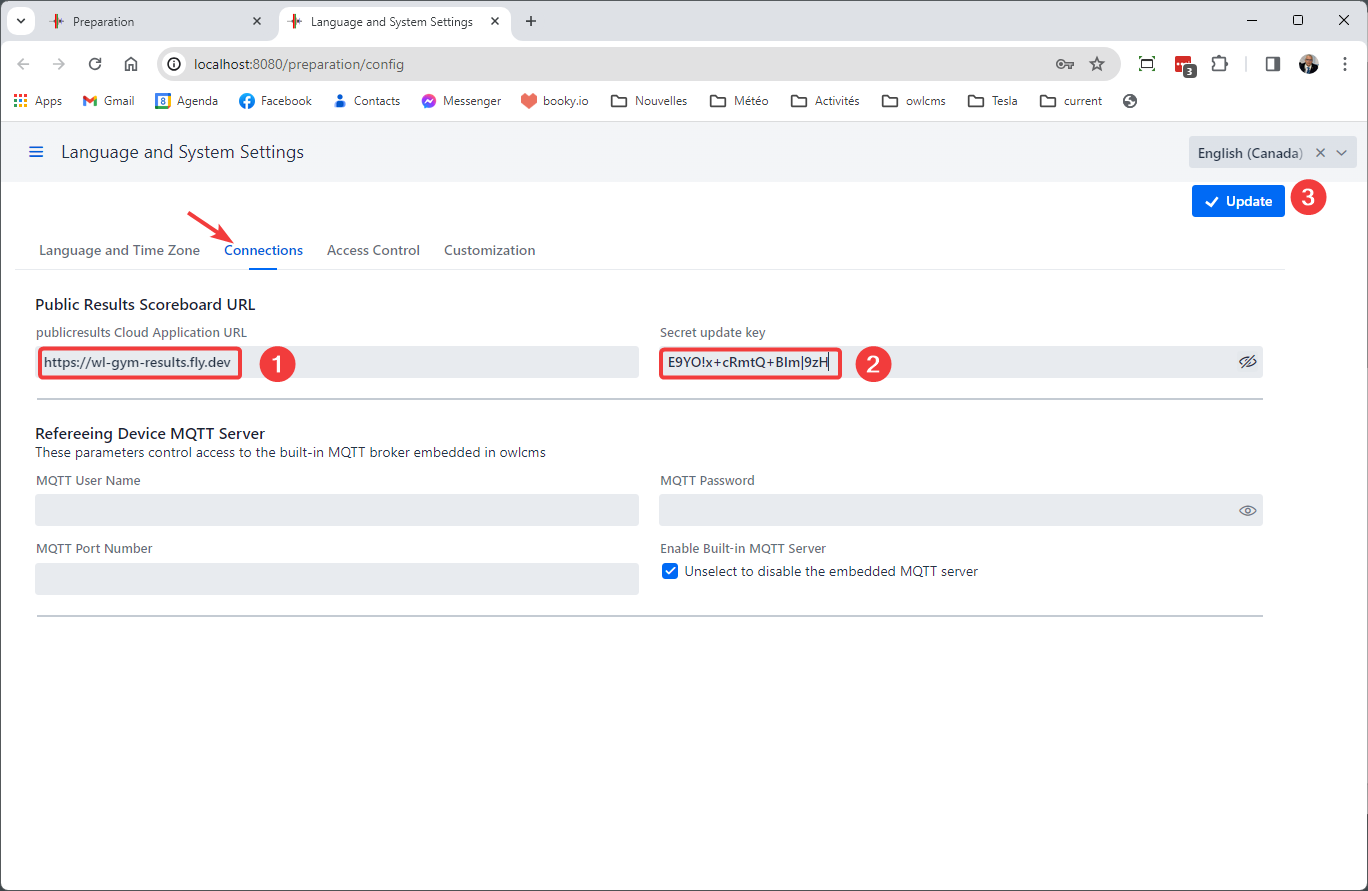 Preparation
Language and System Settings
localhost:8080/preparation/config
3
Apps
Gmail
8
Agenda
Facebook
Contacts
Messenger
booky.io
Nouvelles
Météo
Activités
owlcms
Tesla
current
Language and System Settings
English (Canada)
Update
3
Language and Time Zone
Connections
Access Control
Customization
Public Results Scoreboard URL
publicresults Cloud Application URL
Secret update key
https://wl-gym-results.fly.dev
1
E9YO!x+cRmtQ+BIm|9zH
2
Refereeing Device MQTT Server
These parameters control access to the built-in MQTT broker embedded in owlcms
MQTT User Name
MQTT Password
MQTT Port Number
Enable Built-in MQTT Server
Unselect to disable the embedded MQTT server